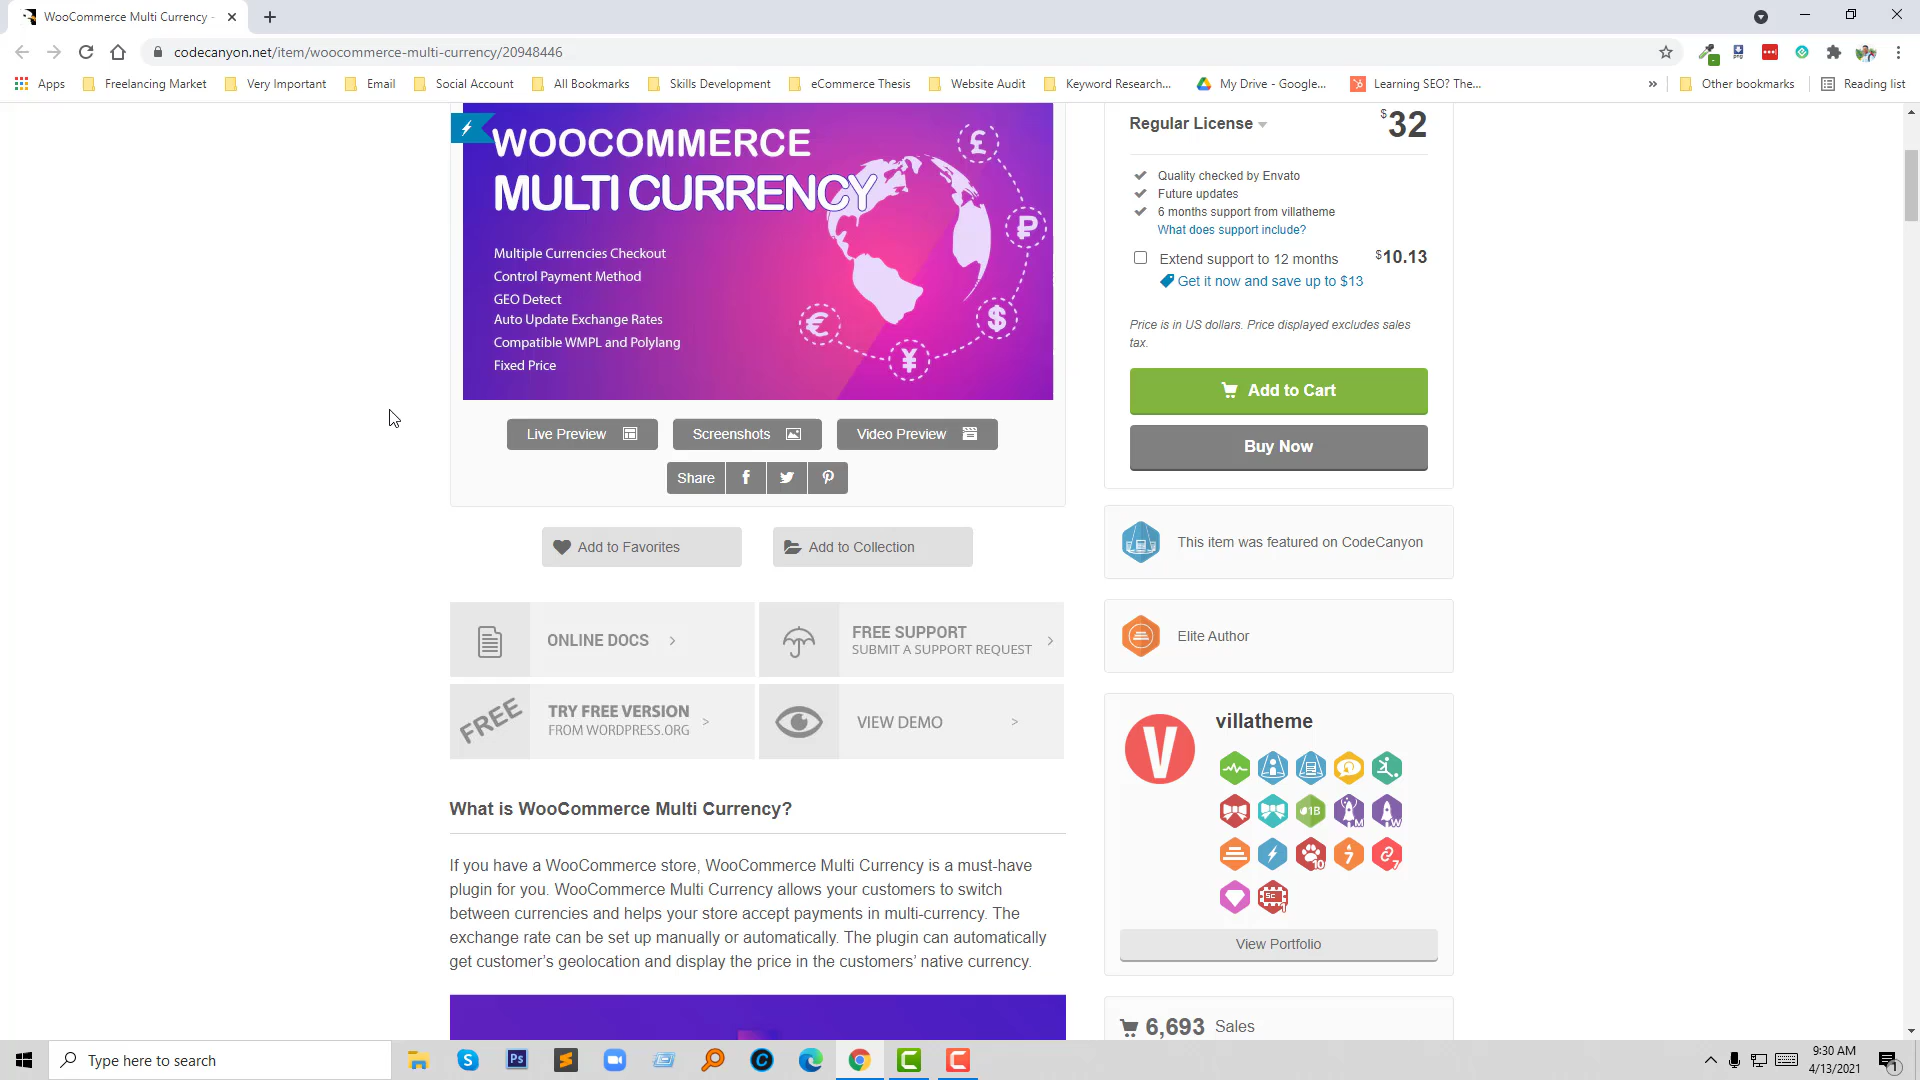 WooCommerce Multi Currency -
codecanyon.net/item/woocommerce-multi-currency/20948446
Apps
Freelancing Market
Very Important
Email
Social Account
All Bookmarks
Skills Development
eCommerce Thesis
Website Audit
Keyword Research...
My Drive - Google...
Learning SEO? The...
»
Other bookmarks
Reading list
WOOCOMMERCE
MULTI CURRENCY
Multiple Currencies Checkout
Control Payment Method
GEO Detect
Auto Update Exchange Rates
Compatible WMPL and Polylang
Fixed Price
£
₽
$
¥
€
Live Preview
Screenshots
Video Preview
Share
Add to Favorites
Add to Collection
ONLINE DOCS >
FREE SUPPORT
SUBMIT A SUPPORT REQUEST >
FREE
TRY FREE VERSION
FROM WORDPRESS.ORG >
VIEW DEMO >
What is WooCommerce Multi Currency?
If you have a WooCommerce store, WooCommerce Multi Currency is a must-have
plugin for you. WooCommerce Multi Currency allows your customers to switch
between currencies and helps your store accept payments in multi-currency. The
exchange rate can be set up manually or automatically. The plugin can automatically
get customer's geolocation and display the price in the customers' native currency.
Regular License $32
Quality checked by Envato
Future updates
6 months support from villatheme
What does support include?
Extend support to 12 months $10.13
Get it now and save up to $13
Price is in US dollars. Price displayed excludes sales
tax.
Add to Cart
Buy Now
This item was featured on CodeCanyon
Elite Author
V
villatheme
1B
M
W
10
7
7
SC
1
View Portfolio
6,693 Sales
Type here to search
9:30 AM
4/13/2021
1